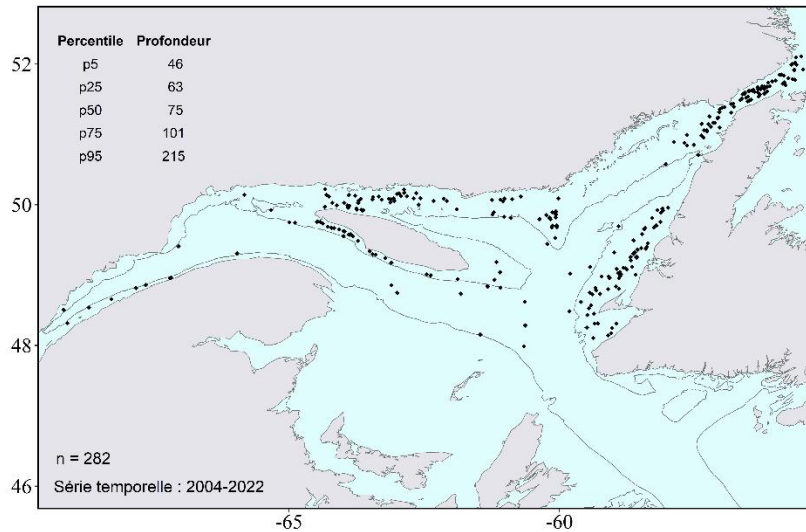 52
50
48
46
Percentile Profondeur
p5 46
p25 63
p50 75
p75 101
p95 215
n = 282
Série temporelle : 2004-2022
-65 -60